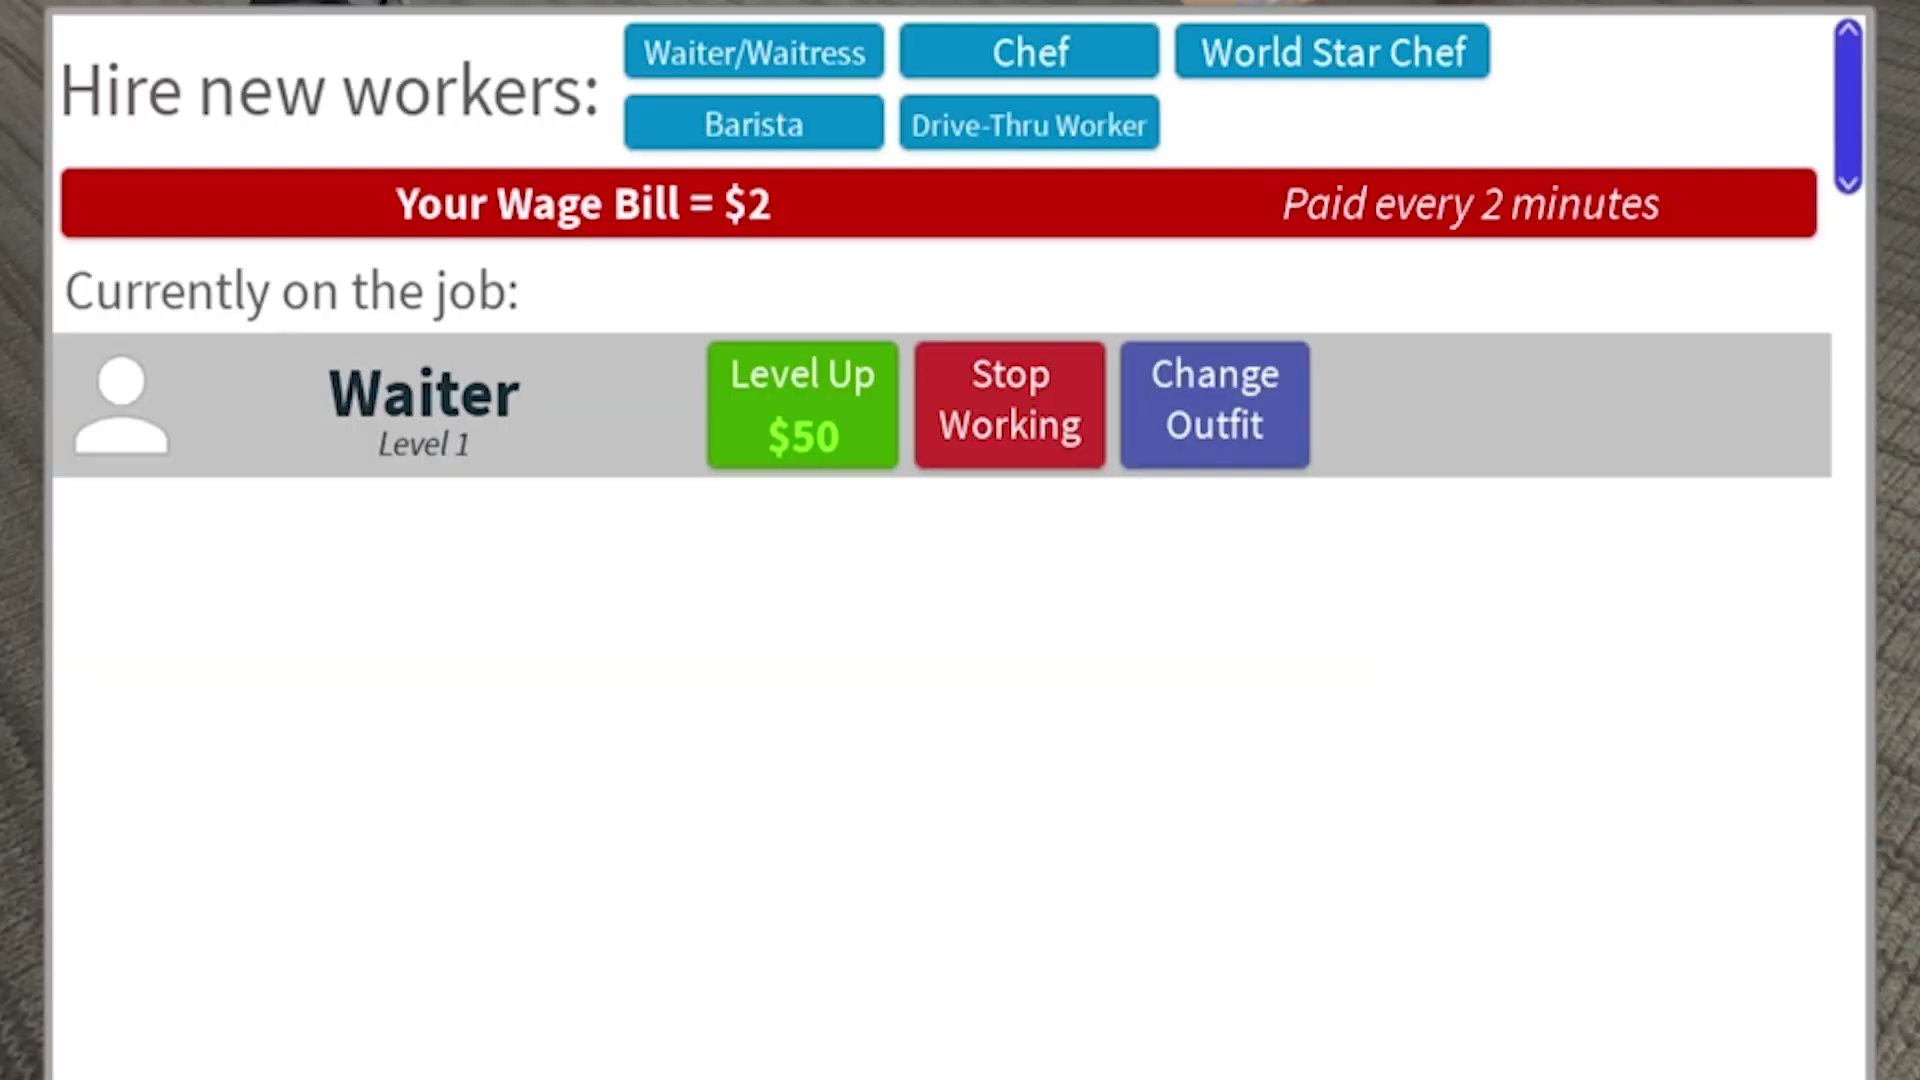 Hire new workers:
Waiter/Waitress
Chef
World Star Chef
Barista
Drive-Thru Worker
Your Wage Bill = $2
Paid every 2 minutes
Currently on the job:
Waiter
Level 1
Level Up
$50
Stop
Working
Change
Outfit